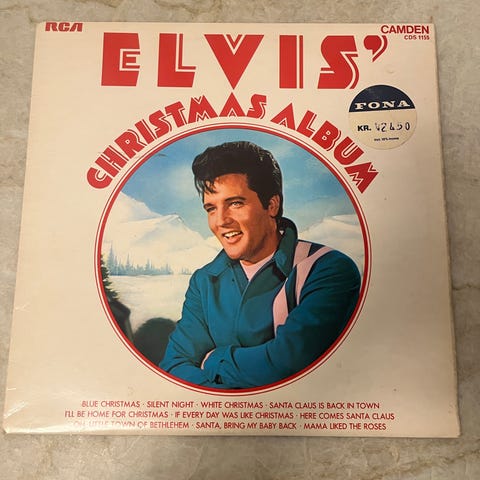 RCA
CAMDEN
CDS 1155
ELVIS'
CHRISTMAS ALBUM
FONA
KR.
BLUE CHRISTMAS · SILENT NIGHT · WHITE CHRISTMAS · SANTA CLAUS IS BACK IN TOWN
I'LL BE HOME FOR CHRISTMAS · IF EVERY DAY WAS LIKE CHRISTMAS · HERE COMES SANTA CLAUS
OH LITTLE TOWN OF BETHLEHEM · SANTA, BRING MY BABY BACK · MAMA LIKED THE ROSES